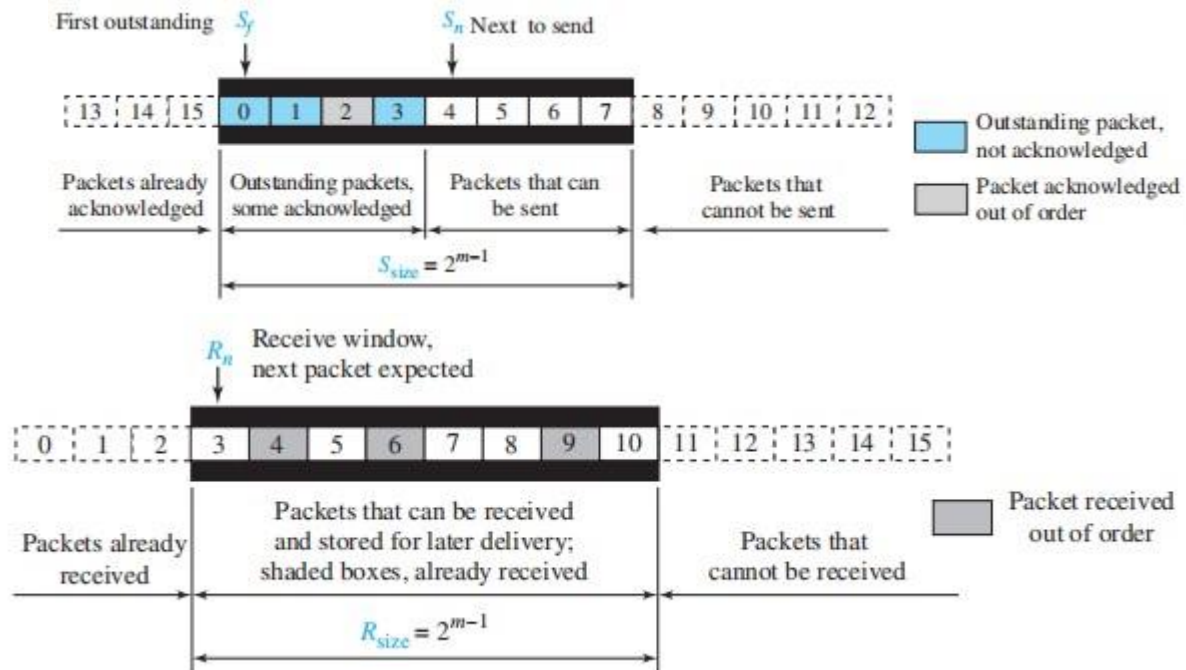 First outstanding S_f
S_n Next to send
13 14 15 0 1 2 3 4 5 6 7 8 9 10 11 12
Outstanding packet,
not acknowledged
Packet acknowledged
out of order
Packets already
acknowledged
Outstanding packets,
some acknowledged
Packets that can
be sent
Packets that
cannot be sent
S_size = 2^{m-1}
R_n
Receive window,
next packet expected
0 1 2 3 4 5 6 7 8 9 10 11 12 13 14 15
Packet received
out of order
Packets already
received
Packets that can be received
and stored for later delivery;
shaded boxes, already received
Packets that
cannot be received
R_size = 2^{m-1}